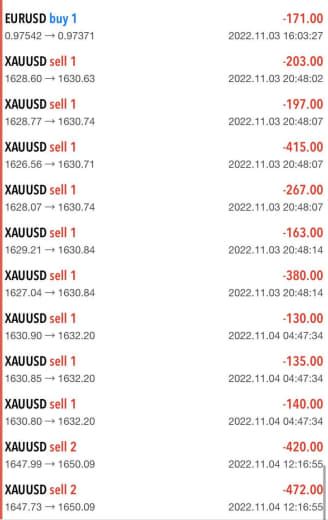 EURUSD buy 1 -171.00
0.97542 → 0.97371 2022.11.03 16:03:27
XAUUSD sell 1 -203.00
1628.60 → 1630.63 2022.11.03 20:48:02
XAUUSD sell 1 -197.00
1628.77 → 1630.74 2022.11.03 20:48:07
XAUUSD sell 1 -415.00
1626.56 → 1630.71 2022.11.03 20:48:07
XAUUSD sell 1 -267.00
1628.07 → 1630.74 2022.11.03 20:48:07
XAUUSD sell 1 -163.00
1629.21 → 1630.84 2022.11.03 20:48:14
XAUUSD sell 1 -380.00
1627.04 → 1630.84 2022.11.03 20:48:14
XAUUSD sell 1 -130.00
1630.90 → 1632.20 2022.11.04 04:47:34
XAUUSD sell 1 -135.00
1630.85 → 1632.20 2022.11.04 04:47:34
XAUUSD sell 1 -140.00
1630.80 → 1632.20 2022.11.04 04:47:34
XAUUSD sell 2 -420.00
1647.99 → 1650.09 2022.11.04 12:16:55
XAUUSD sell 2 -472.00
1647.73 → 1650.09 2022.11.04 12:16:55